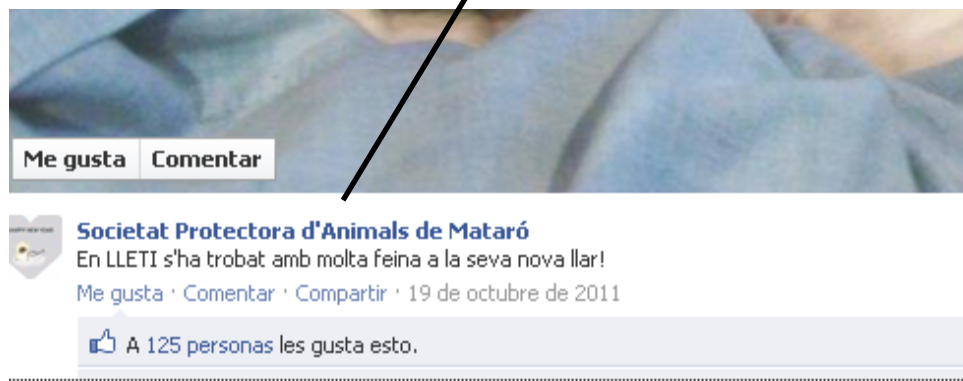 Me gusta Comentar
Societat Protectora d'Animals de Mataró
En LLETI s'ha trobat amb molta feina a la seva nova llar!
Me gusta · Comentar · Compartir · 19 de octubre de 2011
A 125 personas les gusta esto.